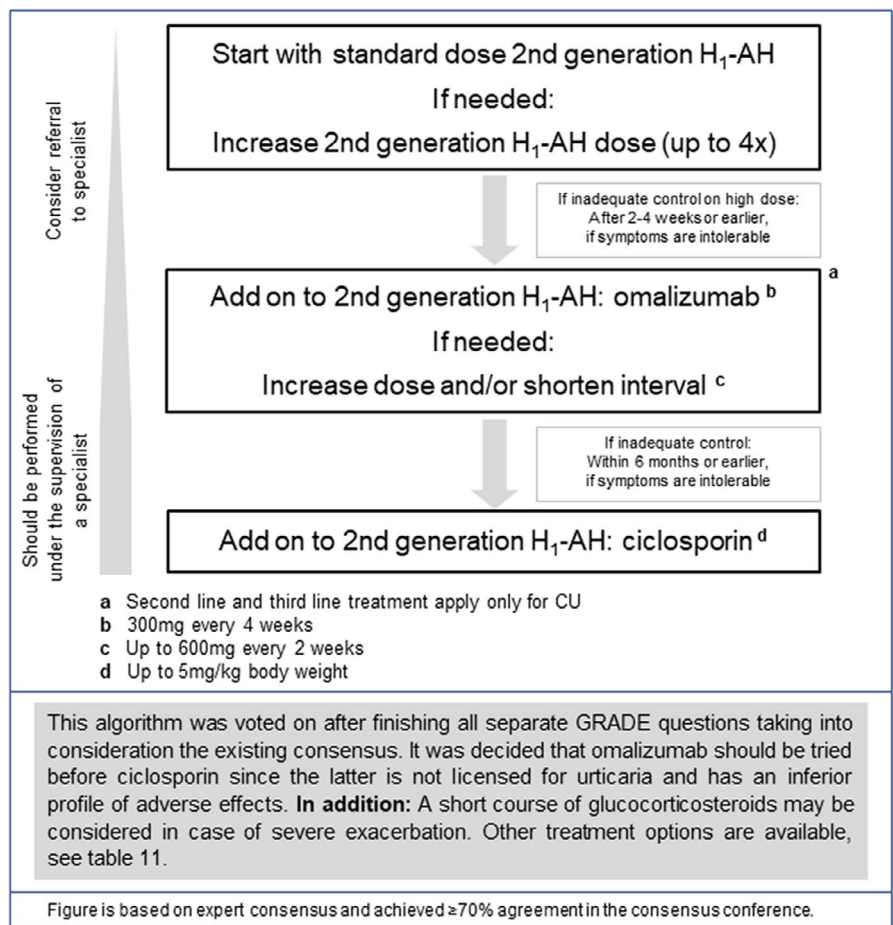 Consider referral
to specialist
Should be performed
under the supervision of
a specialist
Start with standard dose 2nd generation H₁-AH
If needed:
Increase 2nd generation H₁-AH dose (up to 4x)
If inadequate control on high dose:
After 2-4 weeks or earlier,
if symptoms are intolerable
a
Add on to 2nd generation H₁-AH: omalizumab ᵇ
If needed:
Increase dose and/or shorten interval ᶜ
If inadequate control:
Within 6 months or earlier,
if symptoms are intolerable
Add on to 2nd generation H₁-AH: ciclosporin ᵈ
a Second line and third line treatment apply only for CU
b 300mg every 4 weeks
c Up to 600mg every 2 weeks
d Up to 5mg/kg body weight
This algorithm was voted on after finishing all separate GRADE questions taking into
consideration the existing consensus. It was decided that omalizumab should be tried
before ciclosporin since the latter is not licensed for urticaria and has an inferior
profile of adverse effects. In addition: A short course of glucocorticosteroids may be
considered in case of severe exacerbation. Other treatment options are available,
see table 11.
Figure is based on expert consensus and achieved ≥70% agreement in the consensus conference.